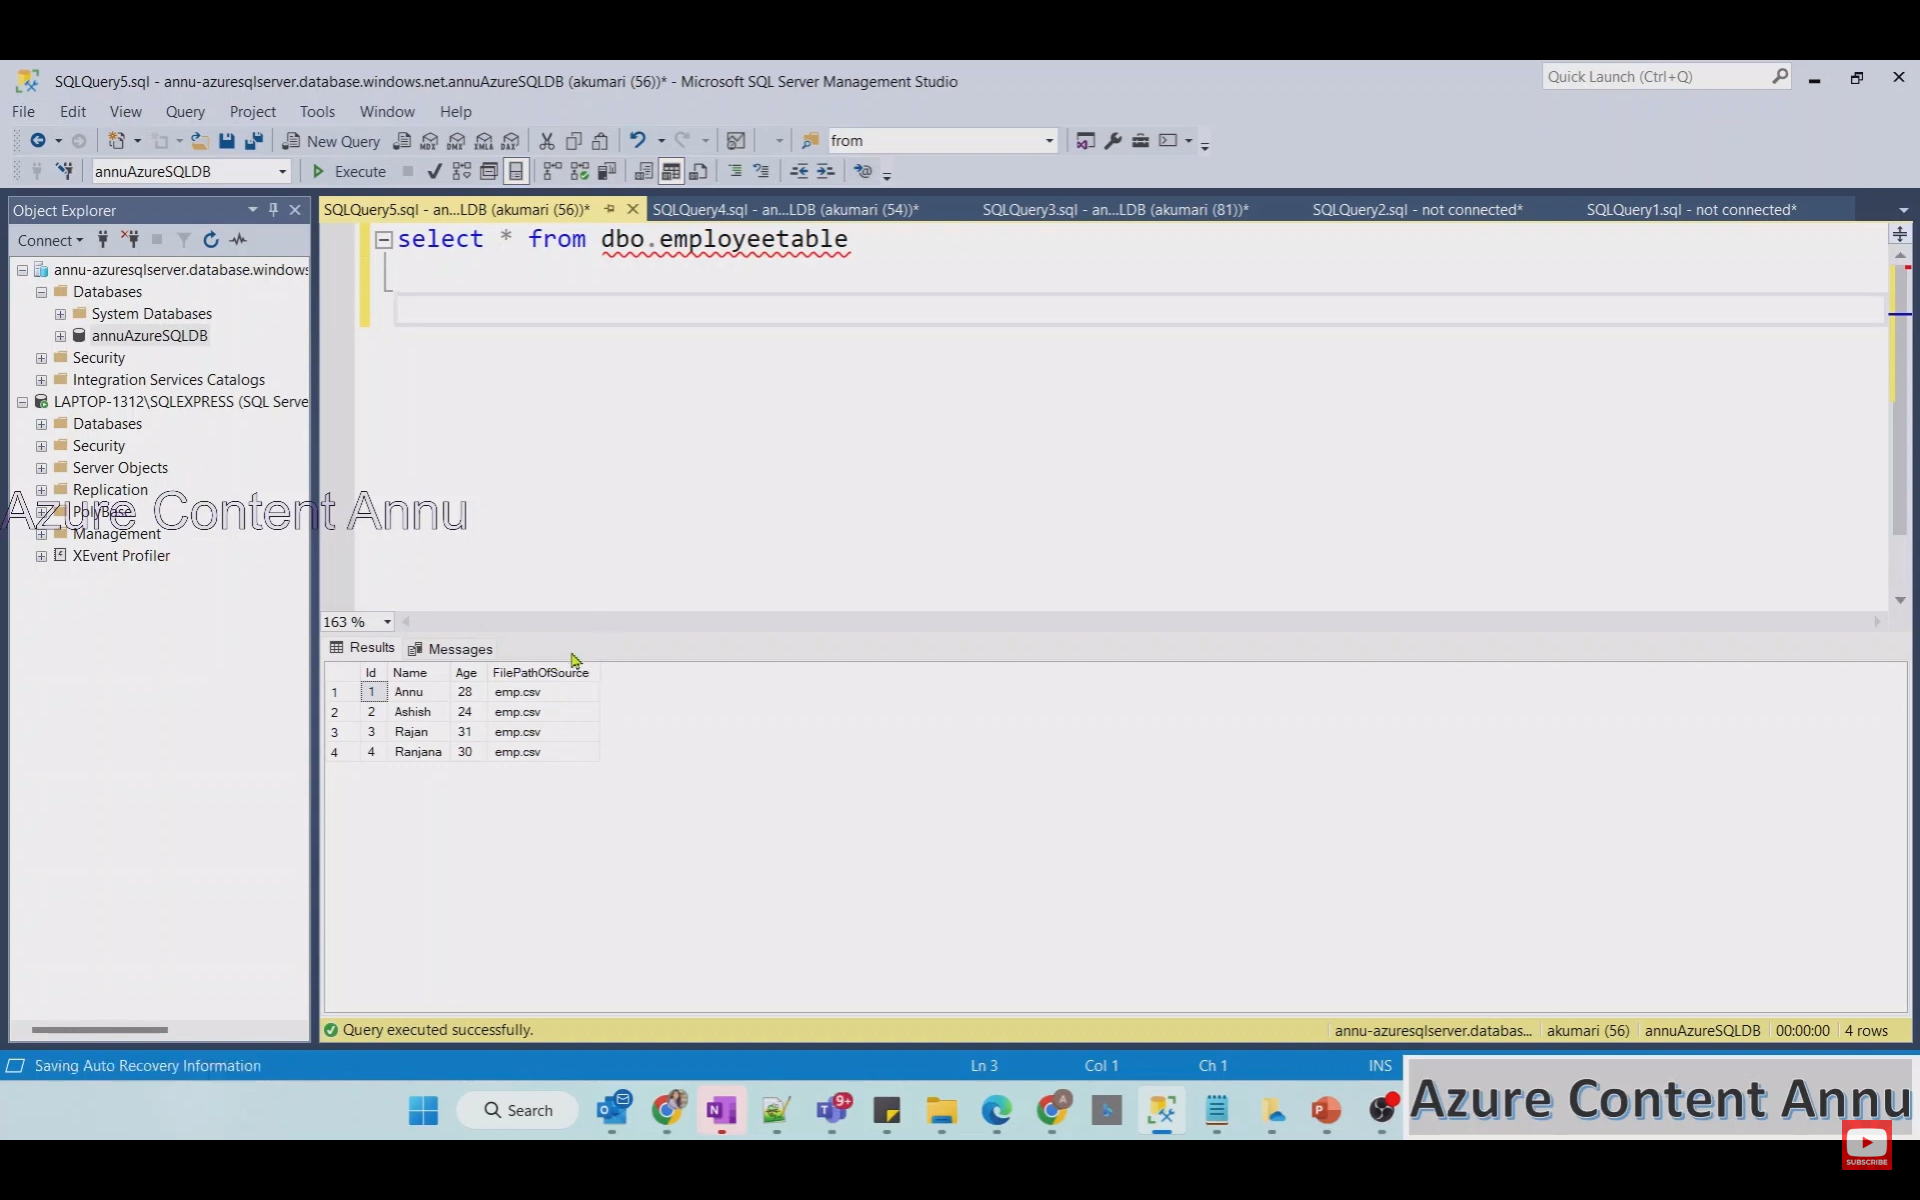 SQLQuery5.sql - annu-azuresqlserver.database.windows.net.annuAzureSQLDB (akumari (56))* - Microsoft SQL Server Management Studio
Quick Launch (Ctrl+Q)
File Edit View Query Project Tools Window Help
New Query
from
annuAzureSQLDB
Execute
Object Explorer
Connect
annu-azuresqlserver.database.windows
Databases
System Databases
annuAzureSQLDB
Security
Integration Services Catalogs
LAPTOP-1312\SQLEXPRESS (SQL Serve
Databases
Security
Server Objects
Replication
PolyBase
Management
XEvent Profiler
Azure Content Annu
SQLQuery5.sql - an...LDB (akumari (56))*
SQLQuery4.sql - an...LDB (akumari (54))*
SQLQuery3.sql - an...LDB (akumari (81))*
SQLQuery2.sql - not connected*
SQLQuery1.sql - not connected*
select * from dbo.employeetable
163 %
Results Messages
Id Name Age FilePathOfSource
1 1 Annu 28 emp.csv
2 2 Ashish 24 emp.csv
3 3 Rajan 31 emp.csv
4 4 Ranjana 30 emp.csv
Query executed successfully.
annu-azuresqlserver.databas... akumari (56) annuAzureSQLDB 00:00:00 4 rows
Saving Auto Recovery Information
Ln 3 Col 1 Ch 1 INS
Search
9+
Azure Content Annu
SUBSCRIBE